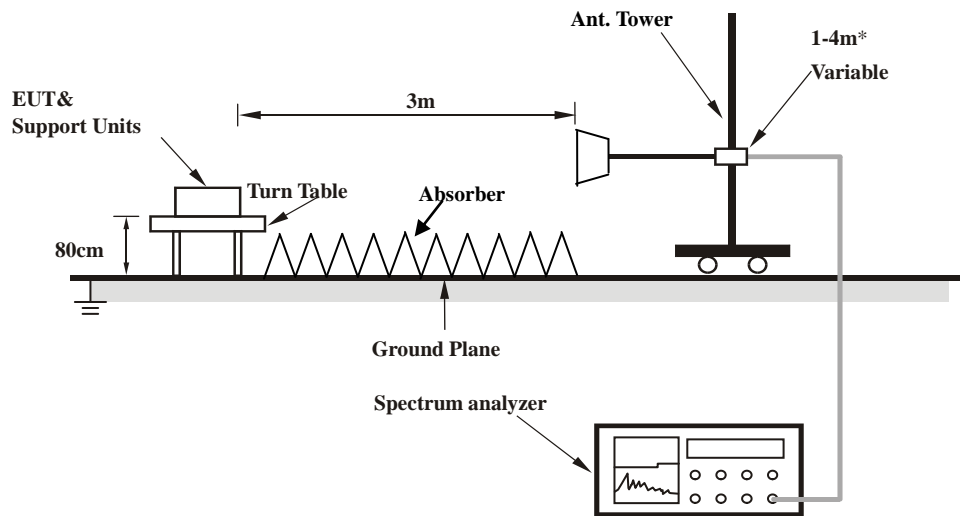 Ant. Tower
1-4m*
Variable
EUT&
Support Units
3m
Turn Table
Absorber
80cm
Ground Plane
Spectrum analyzer